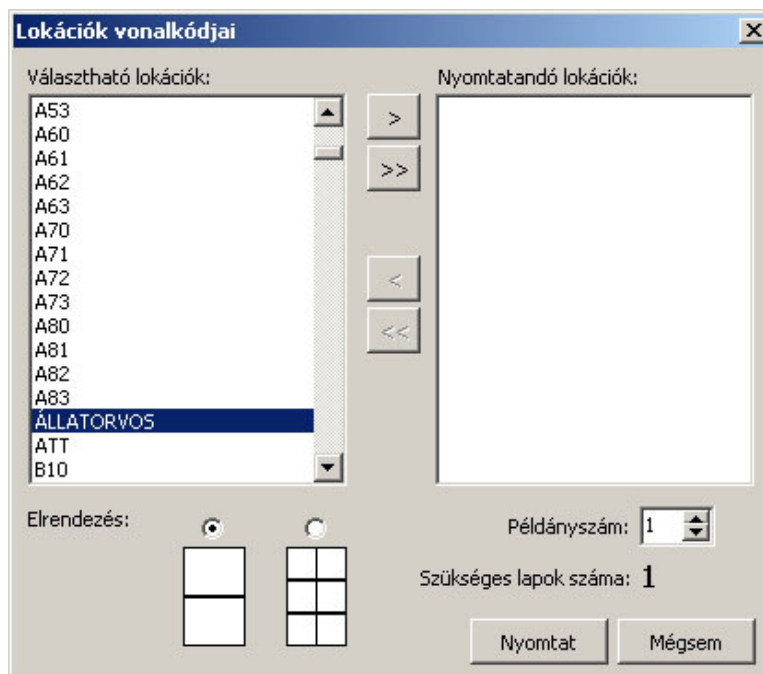 Lokációk vonalkódjai
Választható lokációk:
Nyomtatandó lokációk:
A53
A60
A61
A62
A63
A70
A71
A72
A73
A80
A81
A82
A83
ÁLLATORVOS
ATT
B10
>
>>
<
<<
Elrendezés:
Példányszám: 1
Szükséges lapok száma: 1
Nyomtat
Mégsem